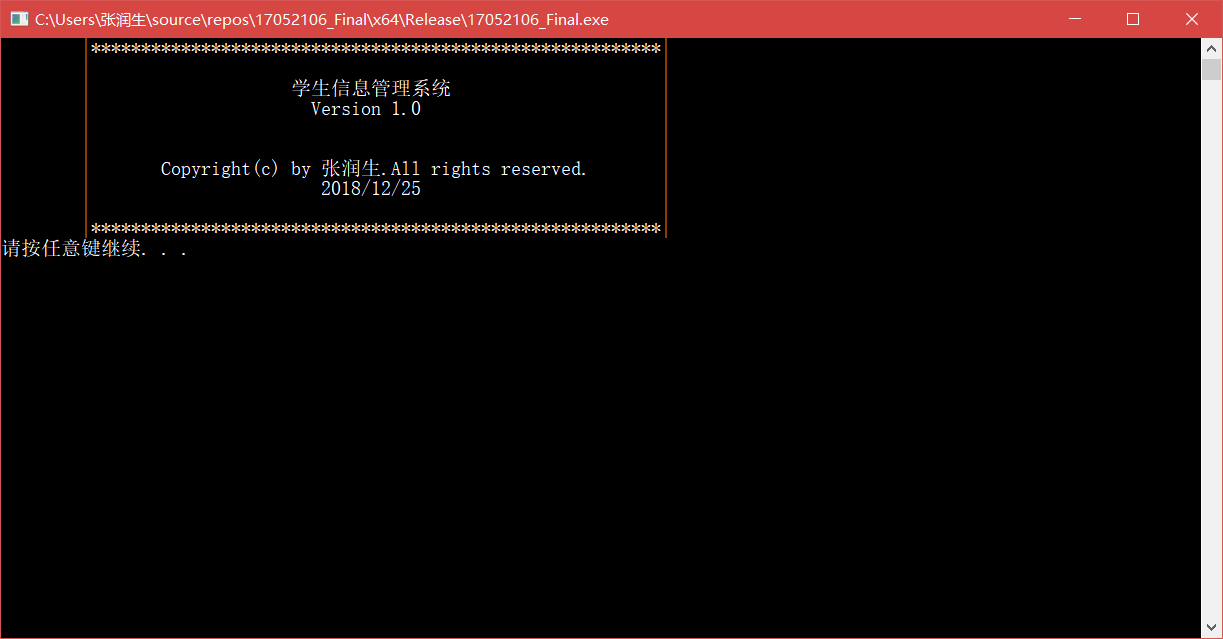 C:\Users\张润生\source\repos\17052106_Final\x64\Release\17052106_Final.exe
|*********************************************************|
学生信息管理系统
Version 1.0
Copyright(c) by 张润生.All rights reserved.
2018/12/25
|*********************************************************|
请按任意键继续. . .